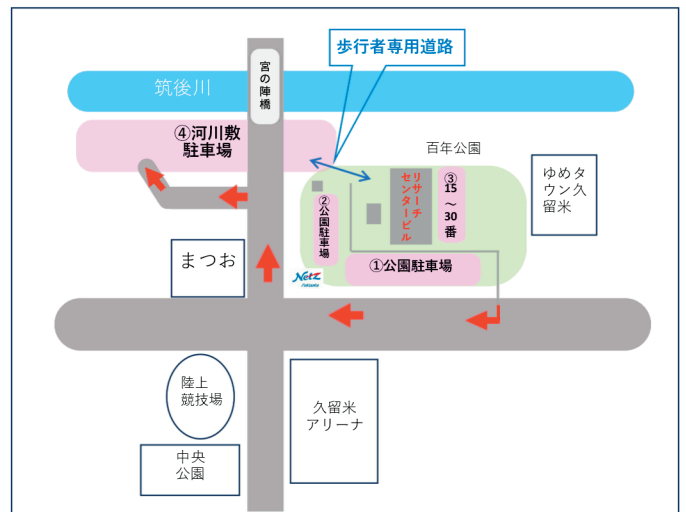 歩行者専用道路
宮の陣橋
筑後川
④河川敷
駐車場
百年公園
ゆめタ
ウン久
留米
リサーチ
センタービル
③
15
~
30
番
②公園駐車場
①公園駐車場
まつお
Netz
陸上
競技場
久留米
アリーナ
中央
公園